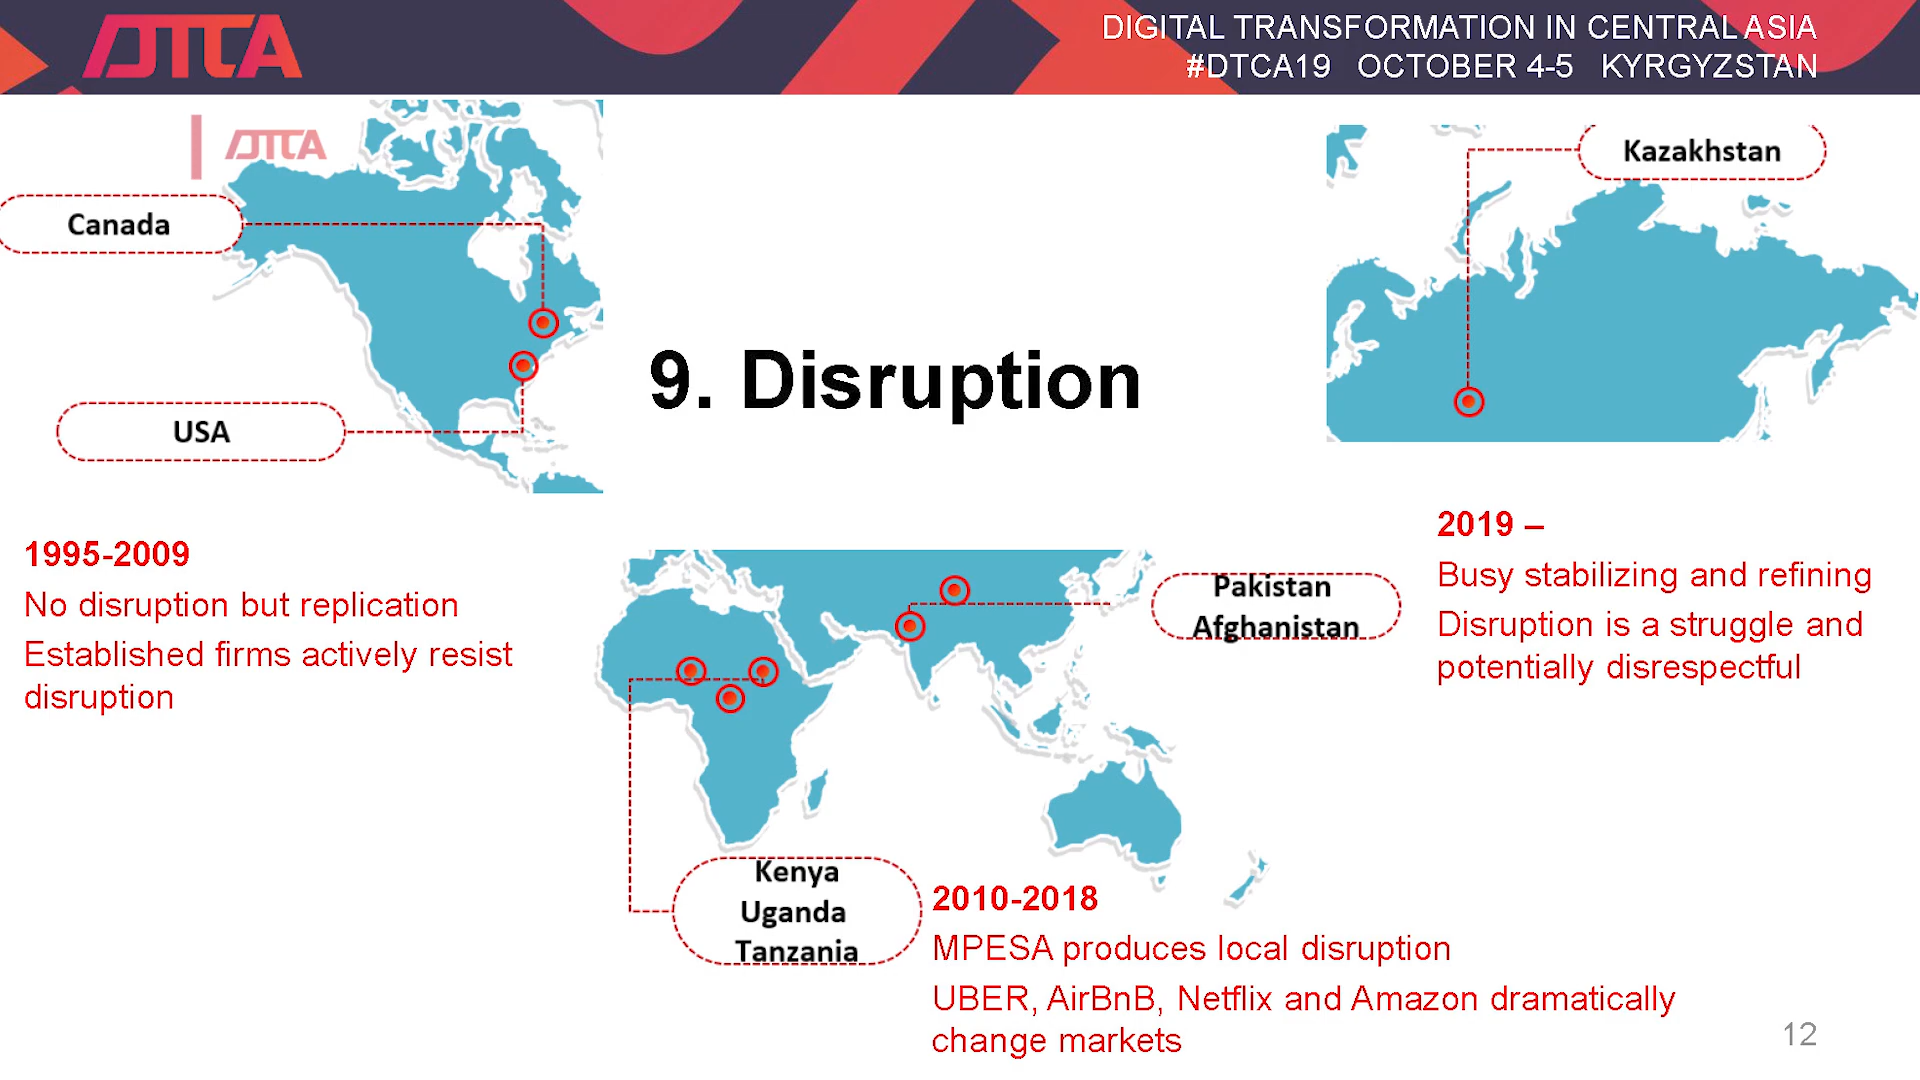 DTCA
DIGITAL TRANSFORMATION IN CENTRAL ASIA
#DTCA19 OCTOBER 4-5 KYRGYZSTAN
DTCA
Canada
USA
Kazakhstan
9. Disruption
1995-2009
No disruption but replication
Established firms actively resist
disruption
Pakistan
Afghanistan
2019 –
Busy stabilizing and refining
Disruption is a struggle and
potentially disrespectful
Kenya
Uganda
Tanzania
2010-2018
MPESA produces local disruption
UBER, AirBnB, Netflix and Amazon dramatically
change markets
12